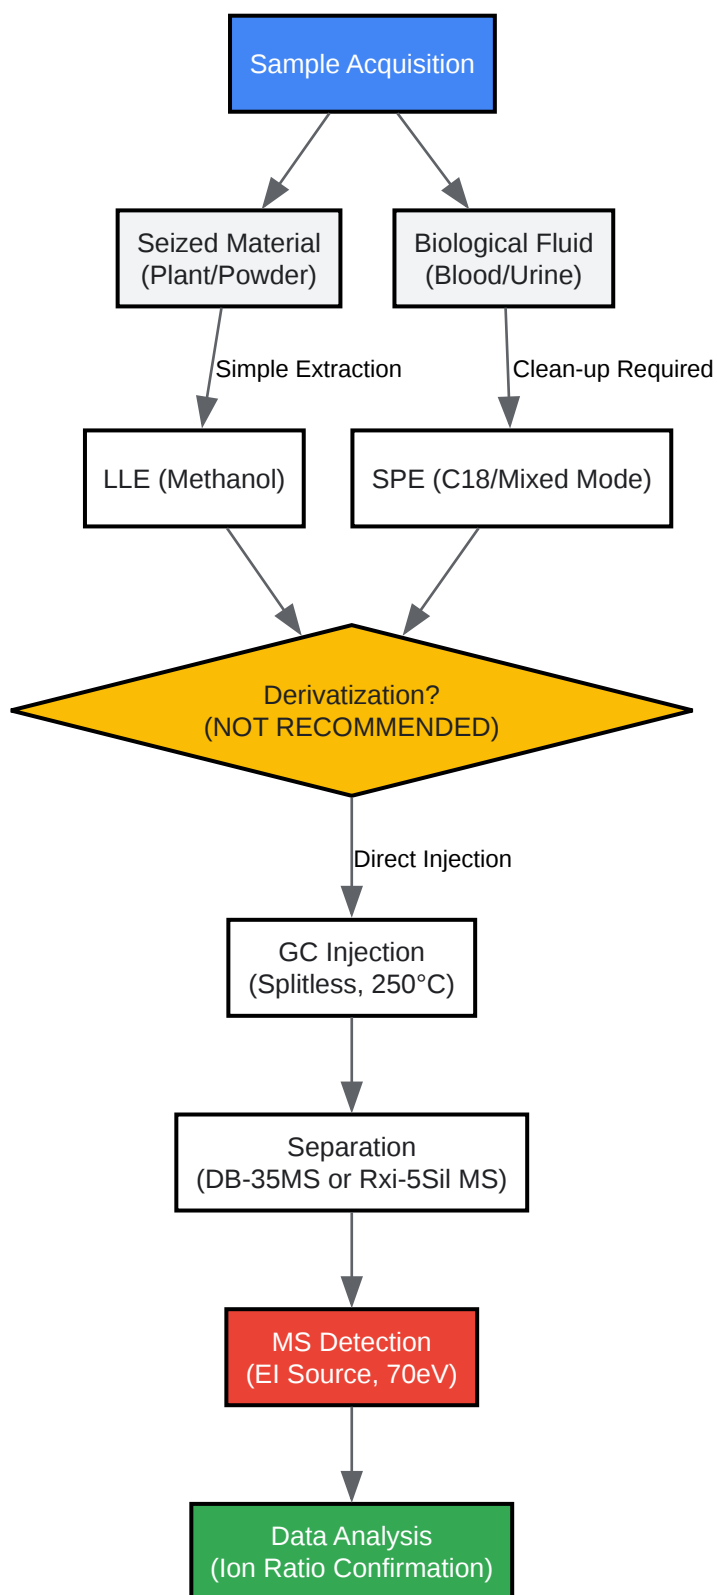 Sample Acquisition
Seized Material
(Plant/Powder)
Biological Fluid
(Blood/Urine)
Simple Extraction
Clean-up Required
LLE (Methanol)
SPE (C18/Mixed Mode)
Derivatization?
(NOT RECOMMENDED)
Direct Injection
GC Injection
(Splitless, 250°C)
Separation
(DB-35MS or Rxi-5Sil MS)
MS Detection
(EI Source, 70eV)
Data Analysis
(Ion Ratio Confirmation)